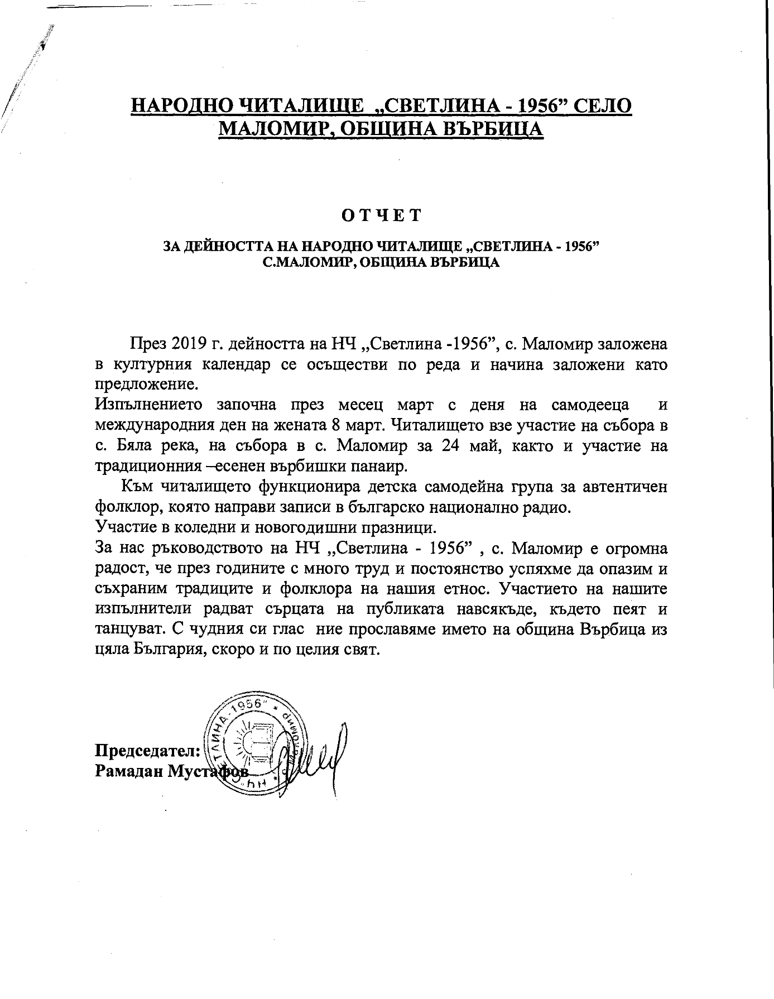 НАРОДНО ЧИТАЛИЩЕ „СВЕТЛИНА - 1956” СЕЛО
МАЛОМИР, ОБЩИНА ВЪРБИЦА
О Т Ч Е Т
ЗА ДЕЙНОСТТА НА НАРОДНО ЧИТАЛИЩЕ „СВЕТЛИНА - 1956”
С.МАЛОМИР, ОБЩИНА ВЪРБИЦА
През 2019 г. дейността на НЧ „Светлина -1956”, с. Маломир заложена
в културния календар се осъществи по реда и начина заложени като
предложение.
Изпълнението започна през месец март с деня на самодееца и
международния ден на жената 8 март. Читалището взе участие на събора в
с. Бяла река, на събора в с. Маломир за 24 май, както и участие на
традиционния –есенен върбишки панаир.
Към читалището функционира детска самодейна група за автентичен
фолклор, която направи записи в българско национално радио.
Участие в коледни и новогодишни празници.
За нас ръководството на НЧ „Светлина - 1956” , с. Маломир е огромна
радост, че през годините с много труд и постоянство успяхме да опазим и
съхраним традиците и фолклора на нашия етнос. Участието на нашите
изпълнители радват сърцата на публиката навсякъде, където пеят и
танцуват. С чудния си глас ние прославяме името на община Върбица из
цяла България, скоро и по целия свят.
Председател:
Рамадан Мустафов